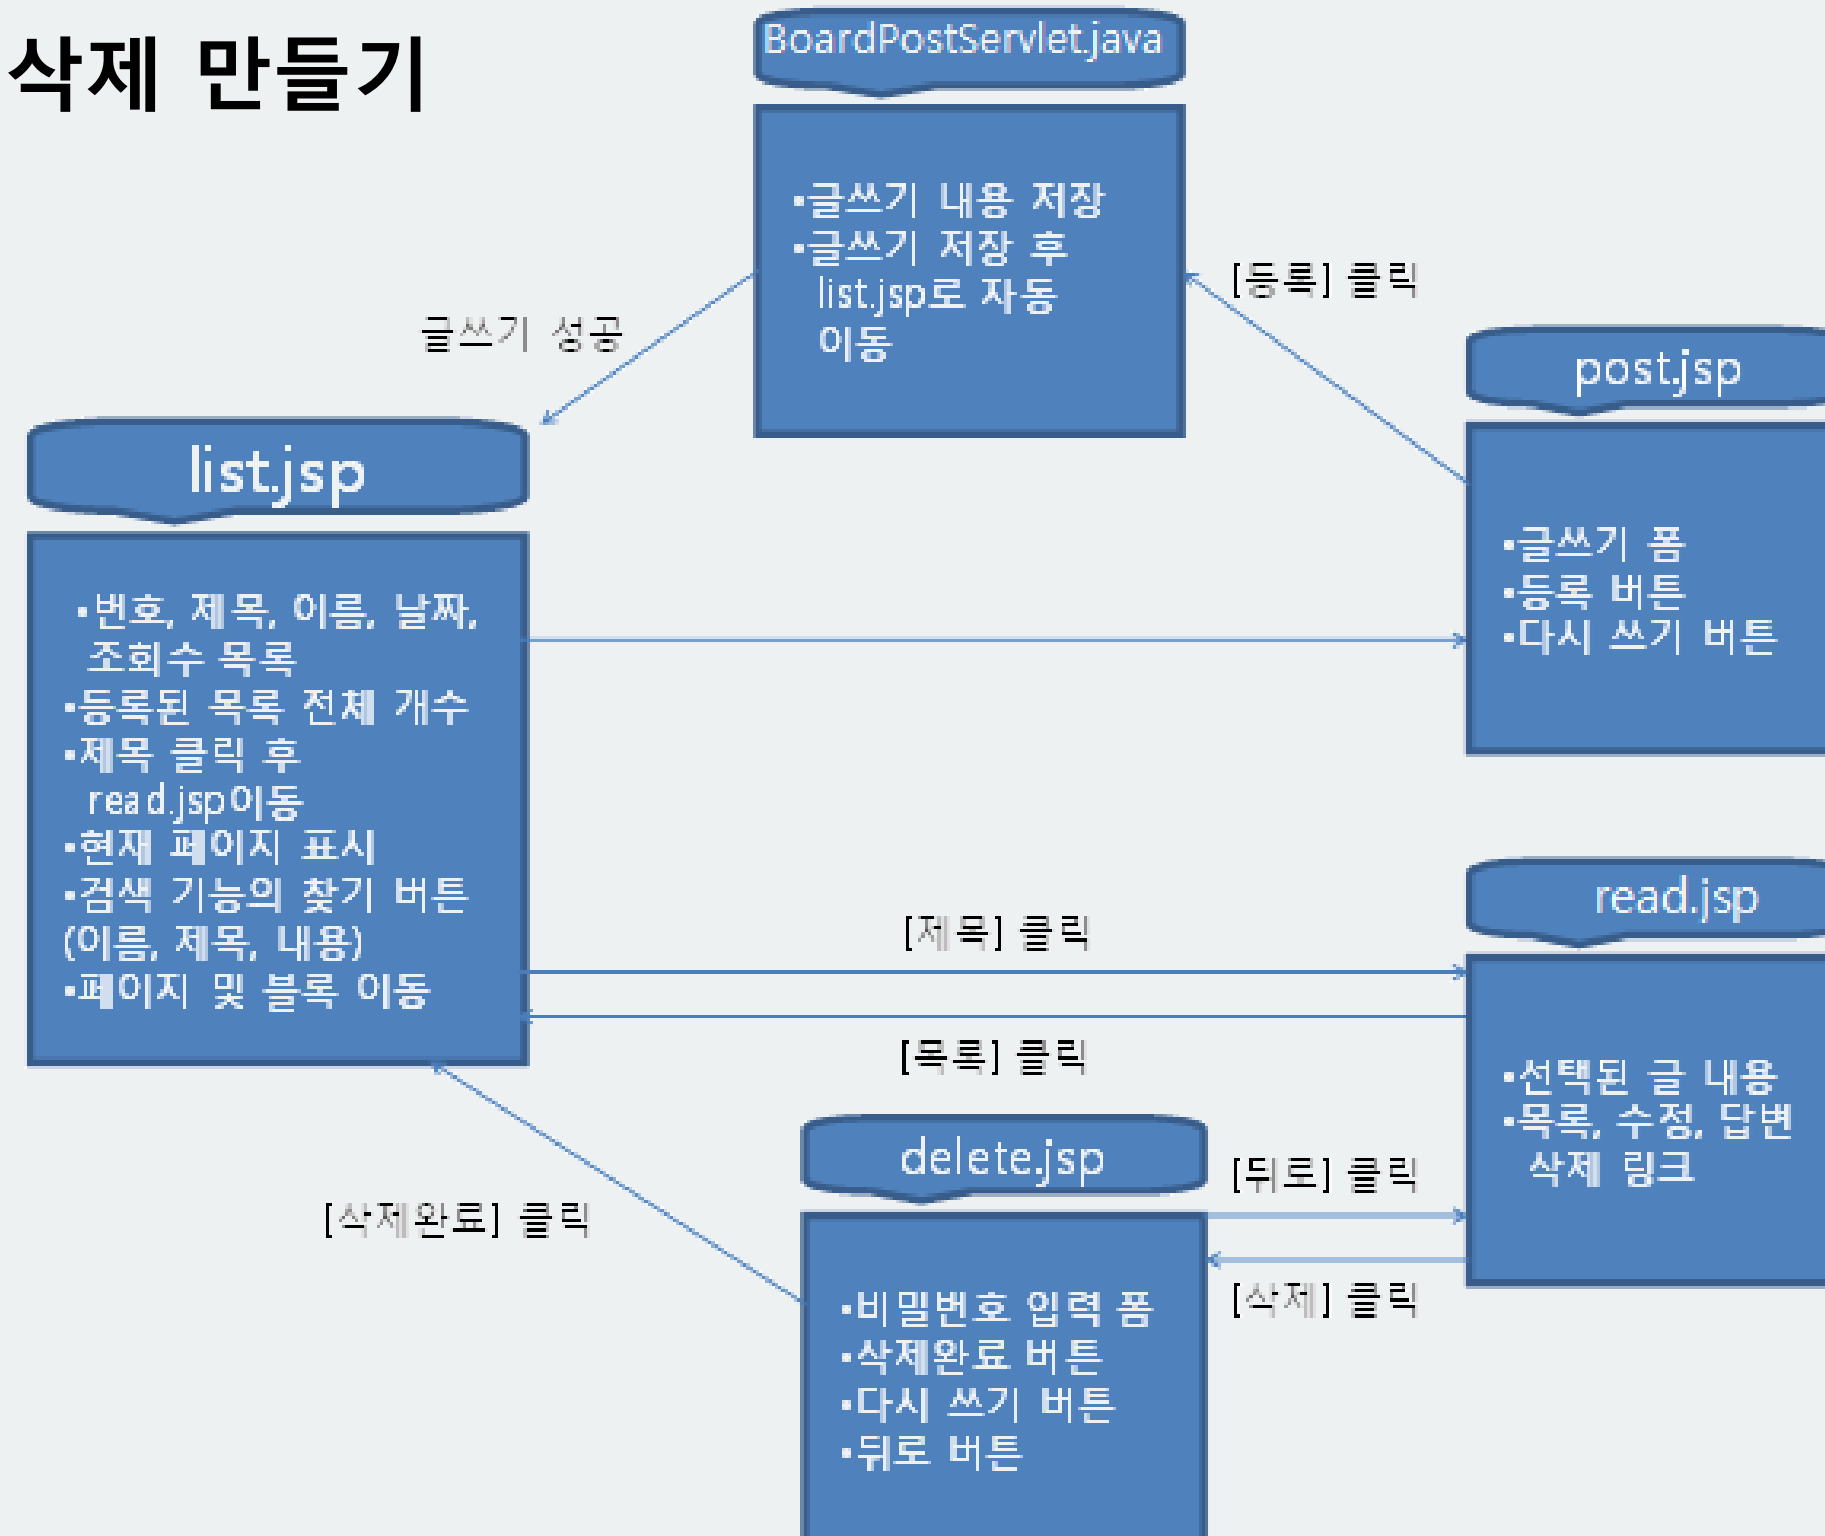 삭제 만들기
BoardPostServlet.java
•글쓰기 내용 저장
•글쓰기 저장 후
list.jsp로 자동
이동
[등록] 클릭
글쓰기 성공
post.jsp
•글쓰기 폼
•등록 버튼
•다시 쓰기 버튼
list.jsp
•번호, 제목, 이름, 날짜,
조회수 목록
•등록된 목록 전체 개수
•제목 클릭 후
read.jsp이동
•현재 페이지 표시
•검색 기능의 찾기 버튼
(이름, 제목, 내용)
•페이지 및 블록 이동
[제목] 클릭
[목록] 클릭
read.jsp
•선택된 글 내용
•목록, 수정, 답변
삭제 링크
[삭제완료] 클릭
delete.jsp
•비밀번호 입력 폼
•삭제완료 버튼
•다시 쓰기 버튼
•뒤로 버튼
[뒤로] 클릭
[삭제] 클릭